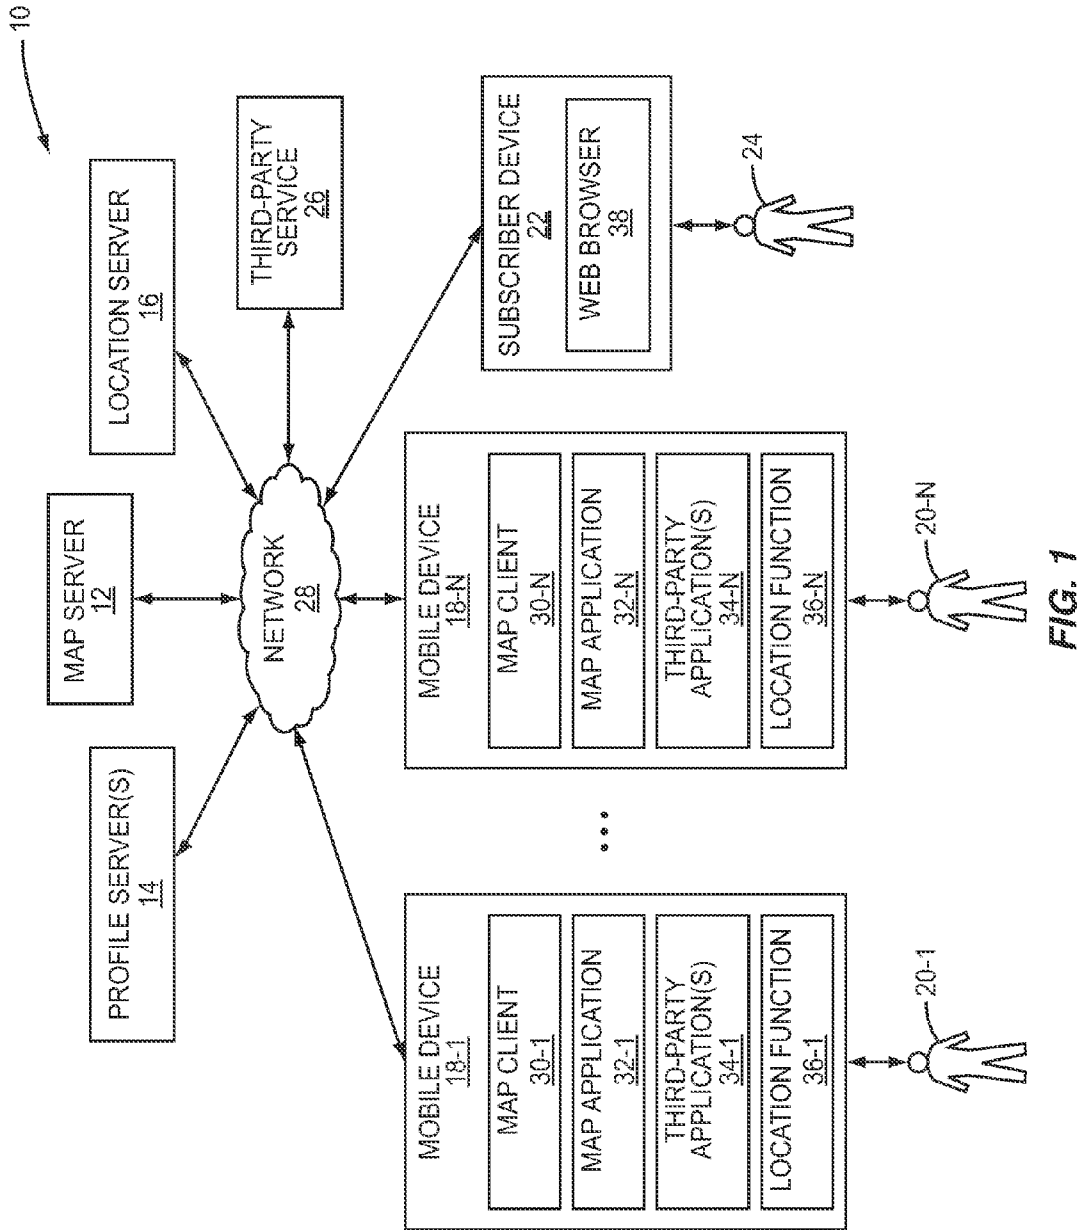 10
MAP SERVER
12
PROFILE SERVER(S)
14
LOCATION SERVER
16
THIRD-PARTY
SERVICE
26
NETWORK
28
MOBILE DEVICE
18-1
MAP CLIENT
30-1
MAP APPLICATION
32-1
THIRD-PARTY
APPLICATION(S)
34-1
LOCATION FUNCTION
36-1
20-1
...
MOBILE DEVICE
18-N
MAP CLIENT
30-N
MAP APPLICATION
32-N
THIRD-PARTY
APPLICATION(S)
34-N
LOCATION FUNCTION
36-N
20-N
SUBSCRIBER DEVICE
22
WEB BROWSER
38
24
FIG. 1